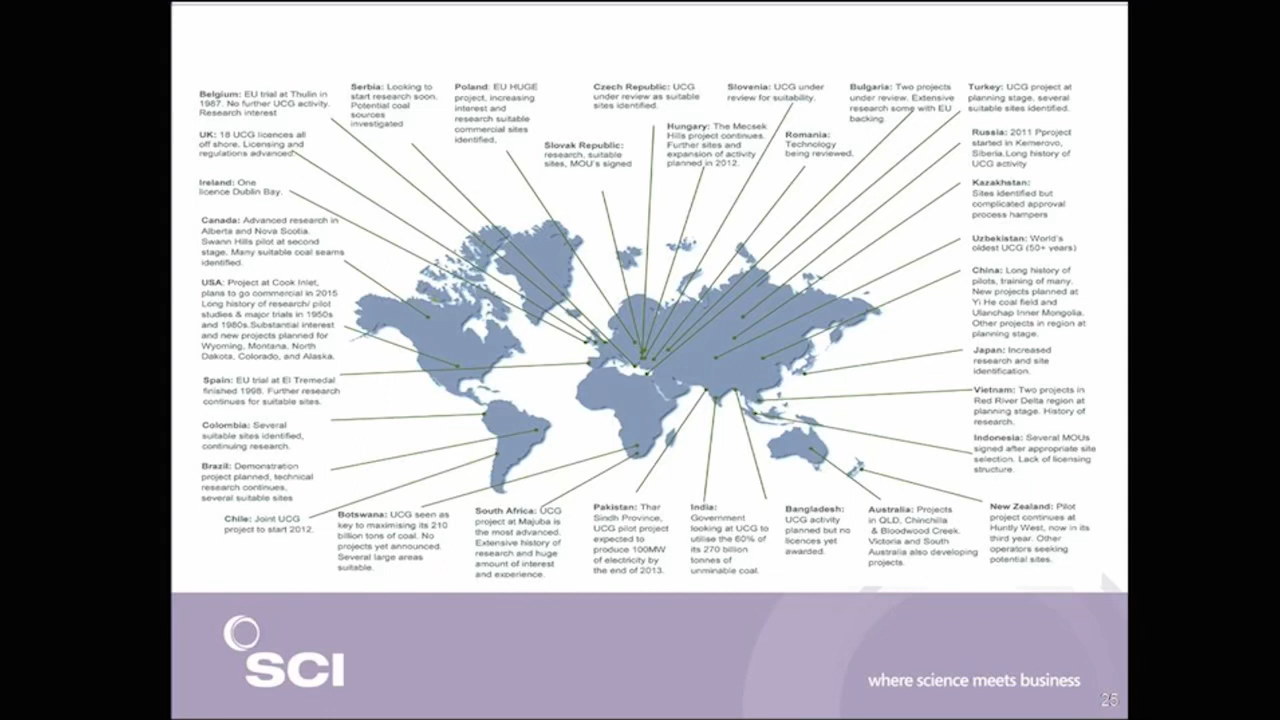 Belgium: EU trial at Thulin in
1987. No further UCG activity.
Research interest
Serbia: Looking to
start research soon.
Potential coal
sources
investigated
Poland: EU HUGE
project, increasing
interest and
research suitable
commercial sites
identified,
Czech Republic: UCG
under review as suitable
sites identified.
Slovenia: UCG under
review for suitability.
Bulgaria: Two projects
under review. Extensive
research some with EU
backing
Turkey: UCG project at
planning stage, several
suitable sites identified.
UK: 18 UCG licences all
off shore. Licensing and
regulations advanced
Slovak Republic:
research, suitable
sites, MOU's signed
Hungary: The Mecsek
Hills project continues.
Further sites and
expansion of activity
planned in 2012.
Romania:
Technology
being reviewed.
Russia: 2011 Pproject
started in Kemerovo,
Siberia.Long history of
UCG activity
Ireland: One
licence Dublin Bay.
Kazakhstan:
Sites identified but
complicated approval
process hampers
Canada: Advanced research in
Alberta and Nova Scotia.
Swann Hills pilot at second
stage. Many suitable coal seams
identified.
Uzbekistan: World's
oldest UCG (50+ years)
USA: Project at Cook Inlet,
plans to go commercial in 2015
Long history of research/ pilot
studies & major trials in 1950s
and 1980s.Substantial interest
and new projects planned for
Wyoming, Montana, North
Dakota, Colorado, and Alaska.
China: Long history of
pilots, training of many.
New projects planned at
Yi He coal field and
Ulanchap Inner Mongolia.
Other projects in region at
planning stage.
Spain: EU trial at El Tremedal
finished 1998. Further research
continues for suitable sites.
Japan: Increased
research and site
identification.
Colombia: Several
suitable sites identified,
continuing research.
Vietnam: Two projects in
Red River Delta region at
planning stage. History of
research.
Brazil: Demonstration
project planned, technical
research continues,
several suitable sites
Indonesia: Several MOUs
signed after appropriate site
selection. Lack of licensing
structure.
Chile: Joint UCG
project to start 2012.
Botswana: UCG seen as
key to maximising its 210
billion tons of coal. No
projects yet announced.
Several large areas
suitable.
South Africa: UCG
project at Majuba is
the most advanced.
Extensive history of
research and huge
amount of interest
and experience.
Pakistan: Thar
Sindh Province,
UCG pilot project
expected to
produce 100MW
of electricity by
the end of 2013.
India:
Government
looking at UCG to
utilise the 60% of
its 270 billion
tonnes of
unminable coal.
Bangladesh:
UCG activity
planned but no
licences yet
awarded.
Australia: Projects
in QLD, Chinchilla
& Bloodwood Creek.
Victoria and South
Australia also developing
projects.
New Zealand: Pilot
project continues at
Huntly West, now in its
third year. Other
operators seeking
potential sites.
SCI
where science meets business
25